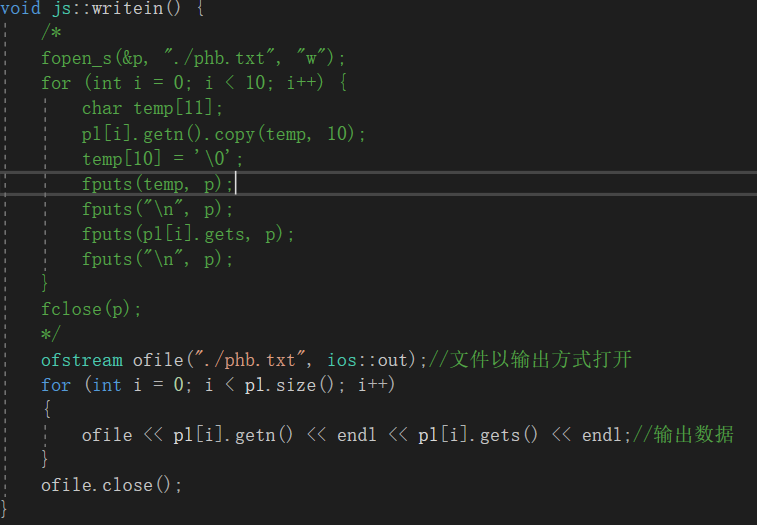 void js::writein() {
/*
fopen_s(&p, "./phb.txt", "w");
for (int i = 0; i < 10; i++) {
char temp[11];
pl[i].getn().copy(temp, 10);
temp[10] = '\0';
fputs(temp, p);
fputs("\n", p);
fputs(pl[i].gets, p);
fputs("\n", p);
}
fclose(p);
*/
ofstream ofile("./phb.txt", ios::out);//文件以输出方式打开
for (int i = 0; i < pl.size(); i++)
{
ofile << pl[i].getn() << endl << pl[i].gets() << endl;//输出数据
}
ofile.close();
}